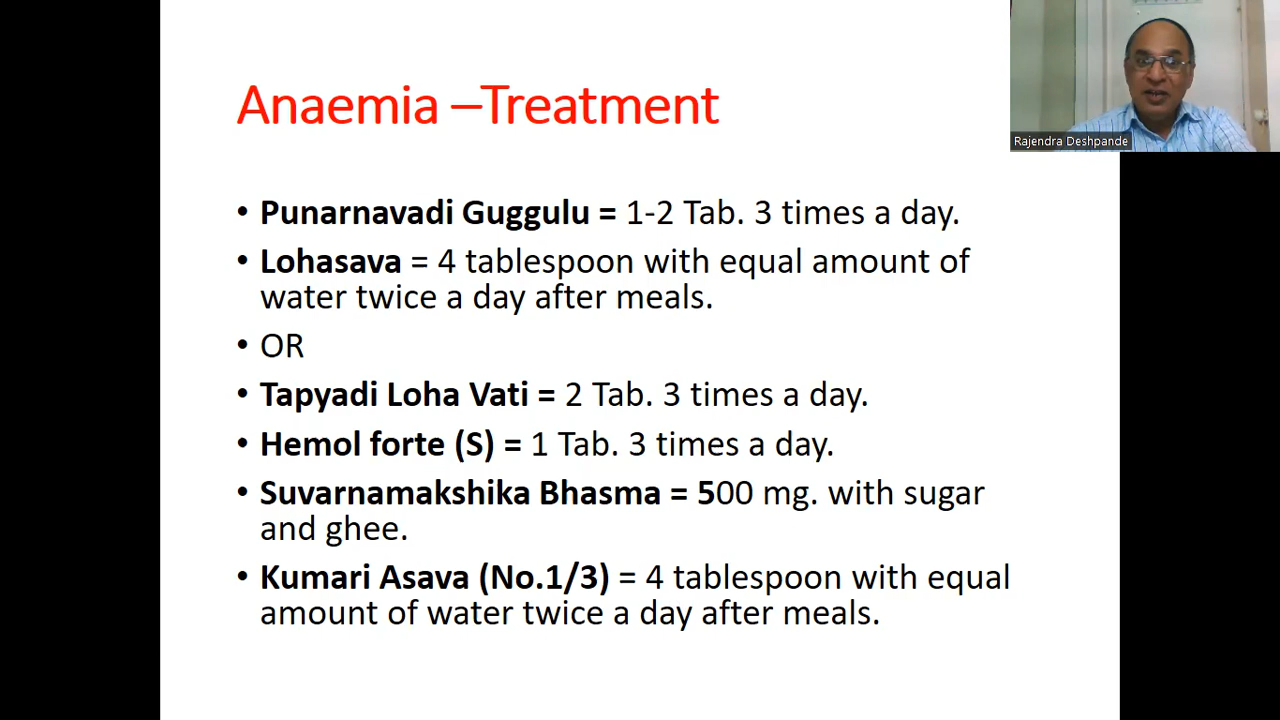 Anaemia –Treatment
Rajendra Deshpande
• Punarnavadi Guggulu = 1-2 Tab. 3 times a day.
• Lohasava = 4 tablespoon with equal amount of
water twice a day after meals.
• OR
• Tapyadi Loha Vati = 2 Tab. 3 times a day.
• Hemol forte (S) = 1 Tab. 3 times a day.
• Suvarnamakshika Bhasma = 500 mg. with sugar
and ghee.
• Kumari Asava (No.1/3) = 4 tablespoon with equal
amount of water twice a day after meals.